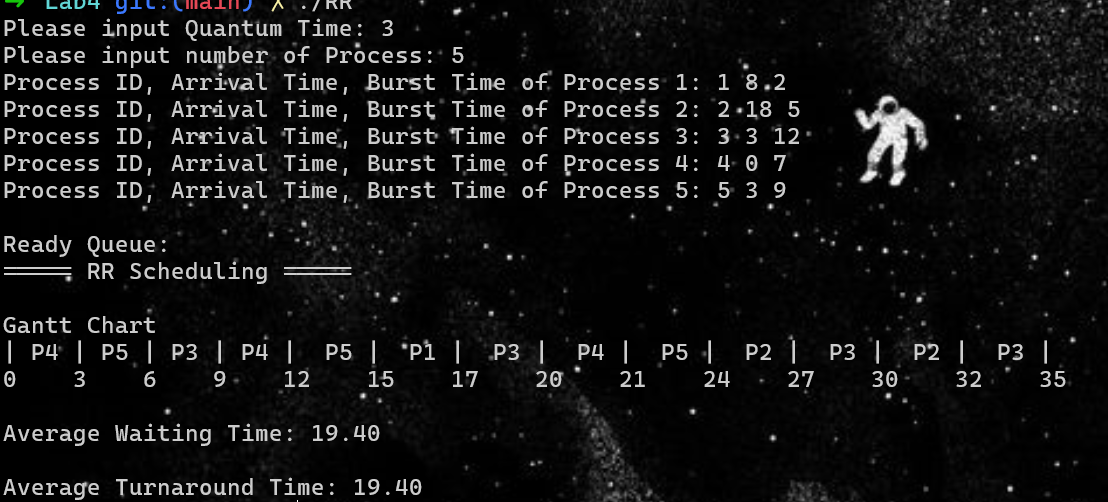 → Lab4 git:(main) ✗ ./RR
Please input Quantum Time: 3
Please input number of Process: 5
Process ID, Arrival Time, Burst Time of Process 1: 1 8 2
Process ID, Arrival Time, Burst Time of Process 2: 2 18 5
Process ID, Arrival Time, Burst Time of Process 3: 3 3 12
Process ID, Arrival Time, Burst Time of Process 4: 4 0 7
Process ID, Arrival Time, Burst Time of Process 5: 5 3 9
Ready Queue:
===== RR Scheduling =====
Gantt Chart
| P4 | P5 | P3 | P4 | P5 | P1 | P3 | P4 | P5 | P2 | P3 | P2 | P3 |
0 3 6 9 12 15 17 20 21 24 27 30 32 35
Average Waiting Time: 19.40
Average Turnaround Time: 19.40